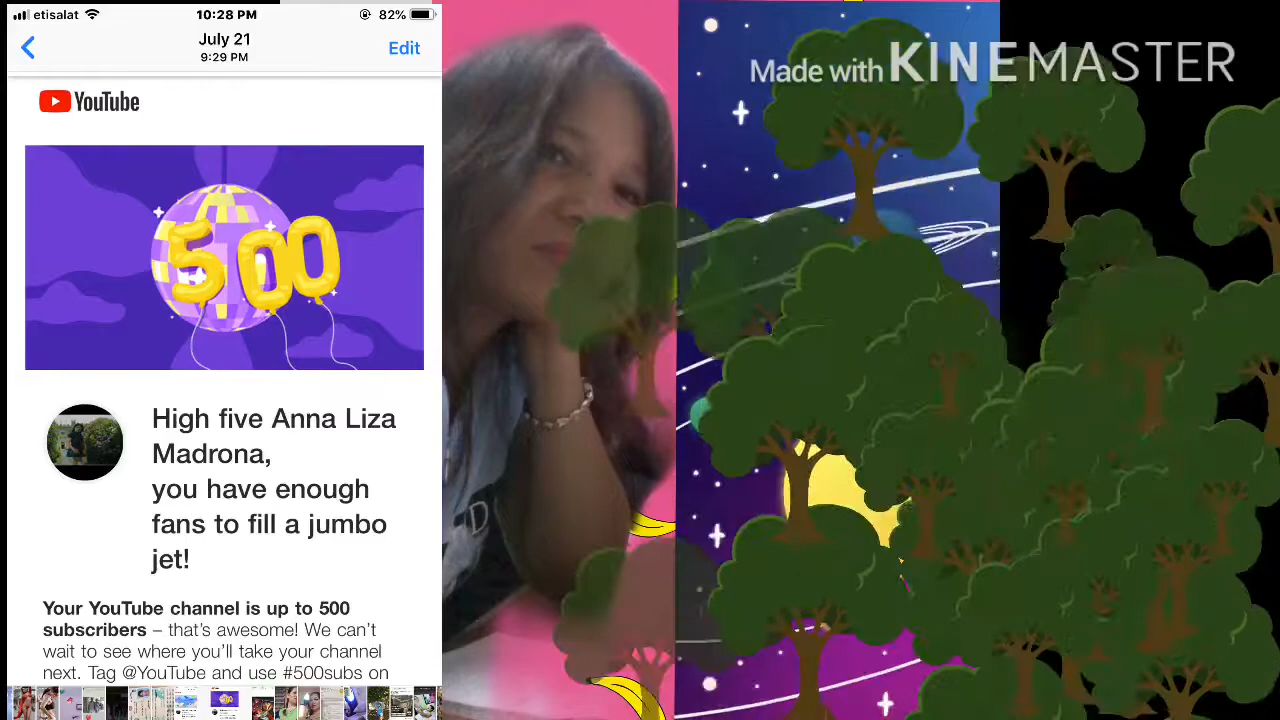 etisalat
10:28 PM
82%
July 21
9:29 PM
Edit
YouTube
500
High five Anna Liza
Madrona,
you have enough
fans to fill a jumbo
jet!
Your YouTube channel is up to 500
subscribers – that's awesome! We can't
wait to see where you'll take your channel
next. Tag @YouTube and use #500subs on
Made with KINEMASTER